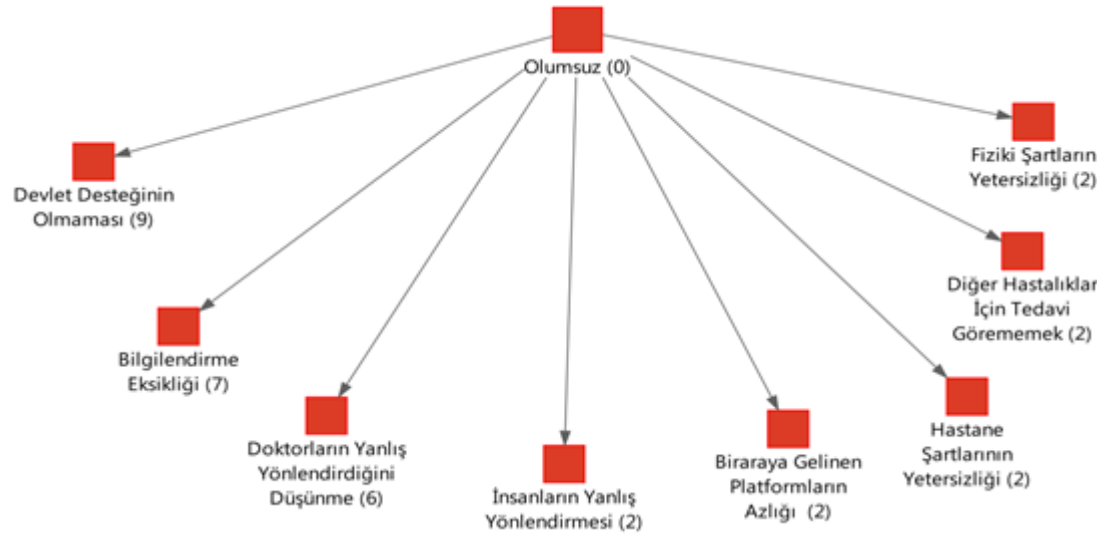 Olumsuz (0)
Devlet Desteğinin
Olmaması (9)
Bilgilendirme
Eksikliği (7)
Doktorların Yanlış
Yönlendirdiğini
Düşünme (6)
İnsanların Yanlış
Yönlendirmesi (2)
Biraraya Gelinen
Platformların
Azlığı (2)
Hastane
Şartlarının
Yetersizliği (2)
Diğer Hastalıklar
İçin Tedavi
Görememek (2)
Fiziki Şartların
Yetersizliği (2)